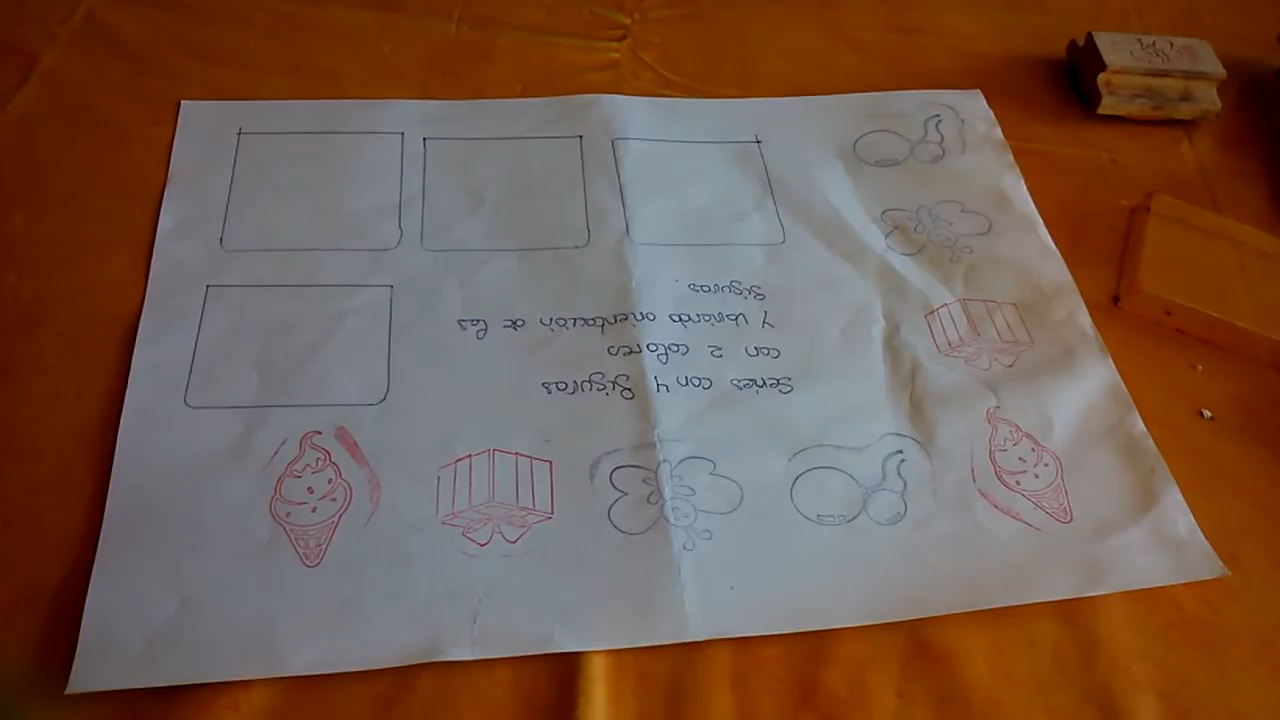 Series con 4 figuras
con 2 colores
y variando orientación de las
figuras.